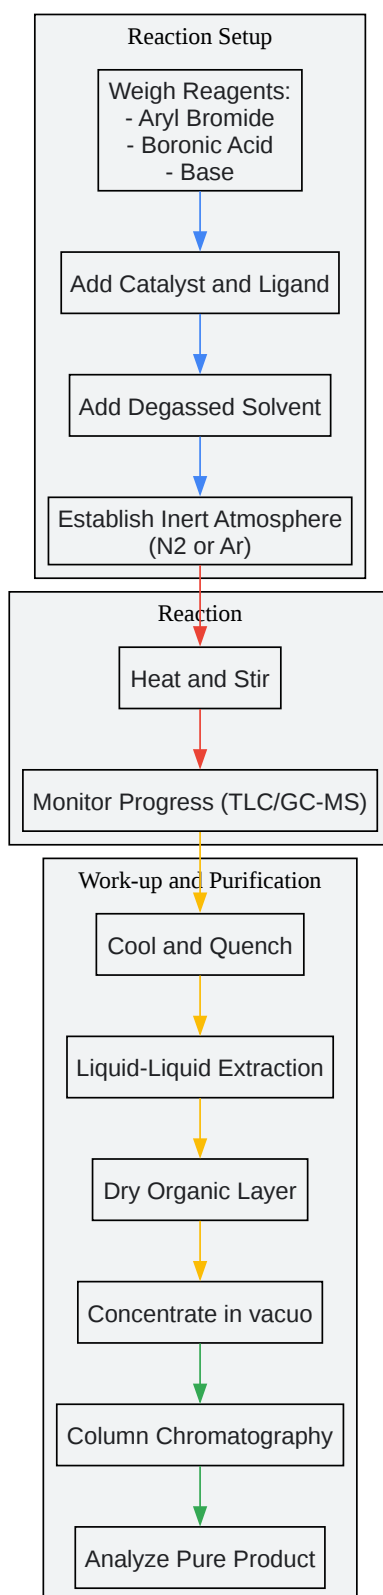 Reaction Setup
Weigh Reagents:
- Aryl Bromide
- Boronic Acid
- Base
Add Catalyst and Ligand
Add Degassed Solvent
Establish Inert Atmosphere
(N2 or Ar)
Reaction
Heat and Stir
Monitor Progress (TLC/GC-MS)
Work-up and Purification
Cool and Quench
Liquid-Liquid Extraction
Dry Organic Layer
Concentrate in vacuo
Column Chromatography
Analyze Pure Product